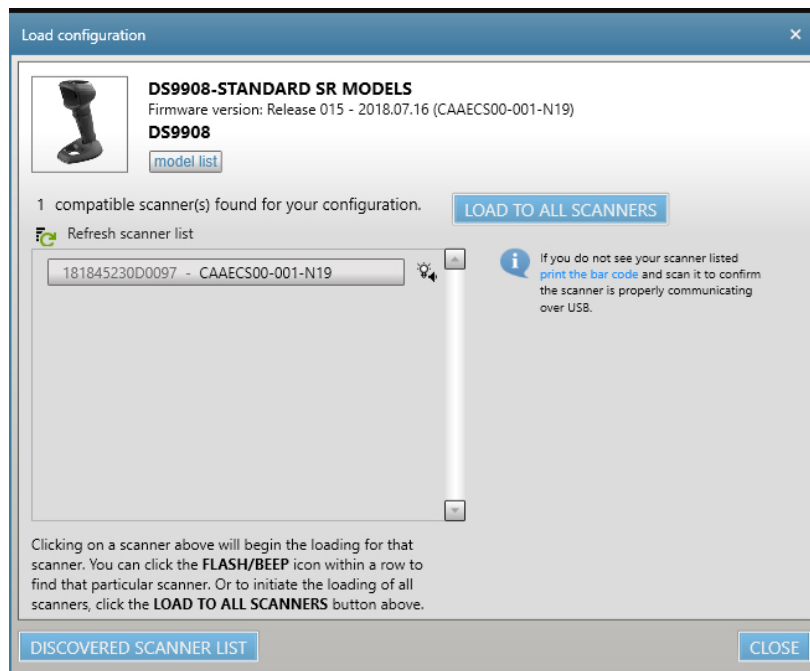 Load configuration
DS9908-STANDARD SR MODELS
Firmware version: Release 015 - 2018.07.16 (CAAECS00-001-N19)
DS9908
model list
1 compatible scanner(s) found for your configuration.
LOAD TO ALL SCANNERS
Refresh scanner list
181845230D0097 - CAAECS00-001-N19
If you do not see your scanner listed
print the bar code and scan it to confirm
the scanner is properly communicating
over USB.
Clicking on a scanner above will begin the loading for that
scanner. You can click the FLASH/BEEP icon within a row to
find that particular scanner. Or to initiate the loading of all
scanners, click the LOAD TO ALL SCANNERS button above.
DISCOVERED SCANNER LIST
CLOSE